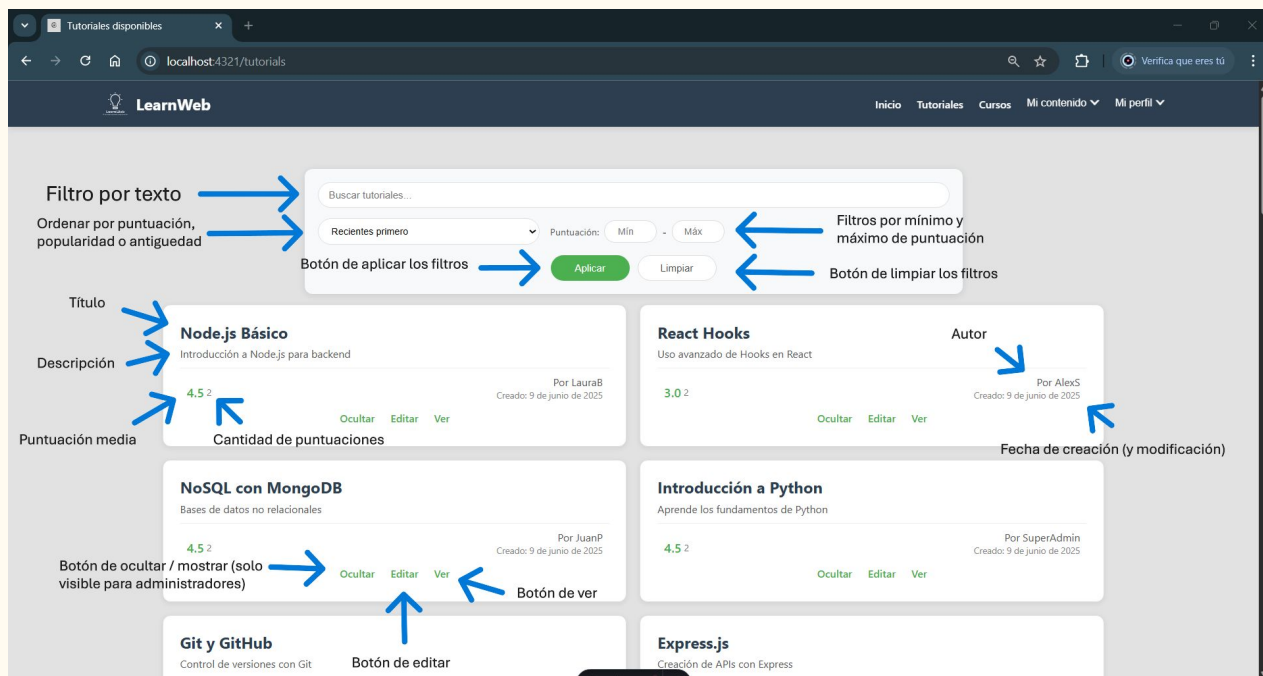 Tutoriales disponibles
localhost:4321/tutorials
Verifica que eres tú
LearnWeb
Inicio Tutoriales Cursos Mi contenido Mi perfil
Filtro por texto
Buscar tutoriales...
Ordenar por puntuación,
popularidad o antiguedad
Recientes primero
Puntuación: Mín - Máx
Filtros por mínimo y
máximo de puntuación
Botón de aplicar los filtros
Aplicar Limpiar
Botón de limpiar los filtros
Título
Node.js Básico
Descripción
Introducción a Node.js para backend
4.5 2
Por LauraB
Creado: 9 de junio de 2025
Ocultar Editar Ver
Puntuación media
Cantidad de puntuaciones
React Hooks
Autor
Uso avanzado de Hooks en React
3.0 2
Por AlexS
Creado: 9 de junio de 2025
Ocultar Editar Ver
Fecha de creación (y modificación)
NoSQL con MongoDB
Bases de datos no relacionales
4.5 2
Por JuanP
Creado: 9 de junio de 2025
Botón de ocultar / mostrar (solo
visible para administradores)
Ocultar Editar Ver
Botón de ver
Botón de editar
Introducción a Python
Aprende los fundamentos de Python
4.5 2
Por SuperAdmin
Creado: 9 de junio de 2025
Ocultar Editar Ver
Git y GitHub
Control de versiones con Git
Express.js
Creación de APIs con Express